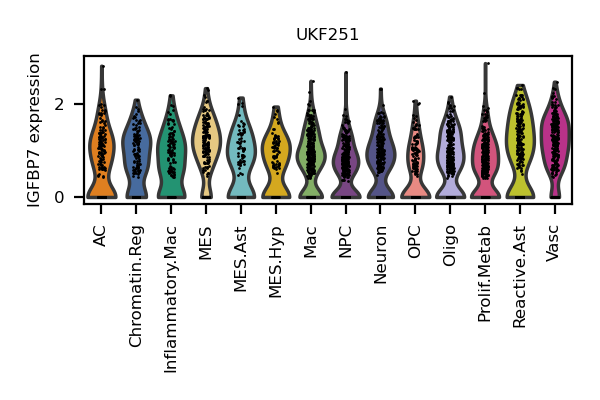 UKF251
IGFBP7 expression
2
0
AC
Chromatin.Reg
Inflammatory.Mac
MES
MES.Ast
MES.Hyp
Mac
NPC
Neuron
OPC
Oligo
Prolif.Metab
Reactive.Ast
Vasc